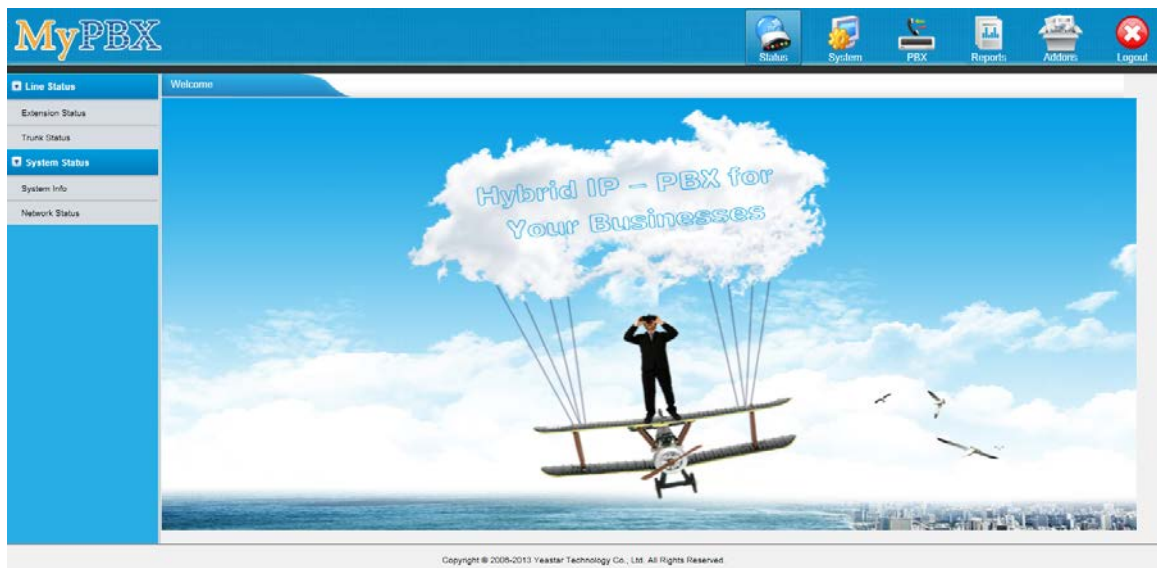 MyPBX
Status
System
PBX
Reports
Addons
Logout
Line Status
Extension Status
Trunk Status
System Status
System Info
Network Status
Welcome
Hybrid IP – PBX for
Your Businesses
Copyright © 2006-2013 Yeastar Technology Co., Ltd. All Rights Reserved.